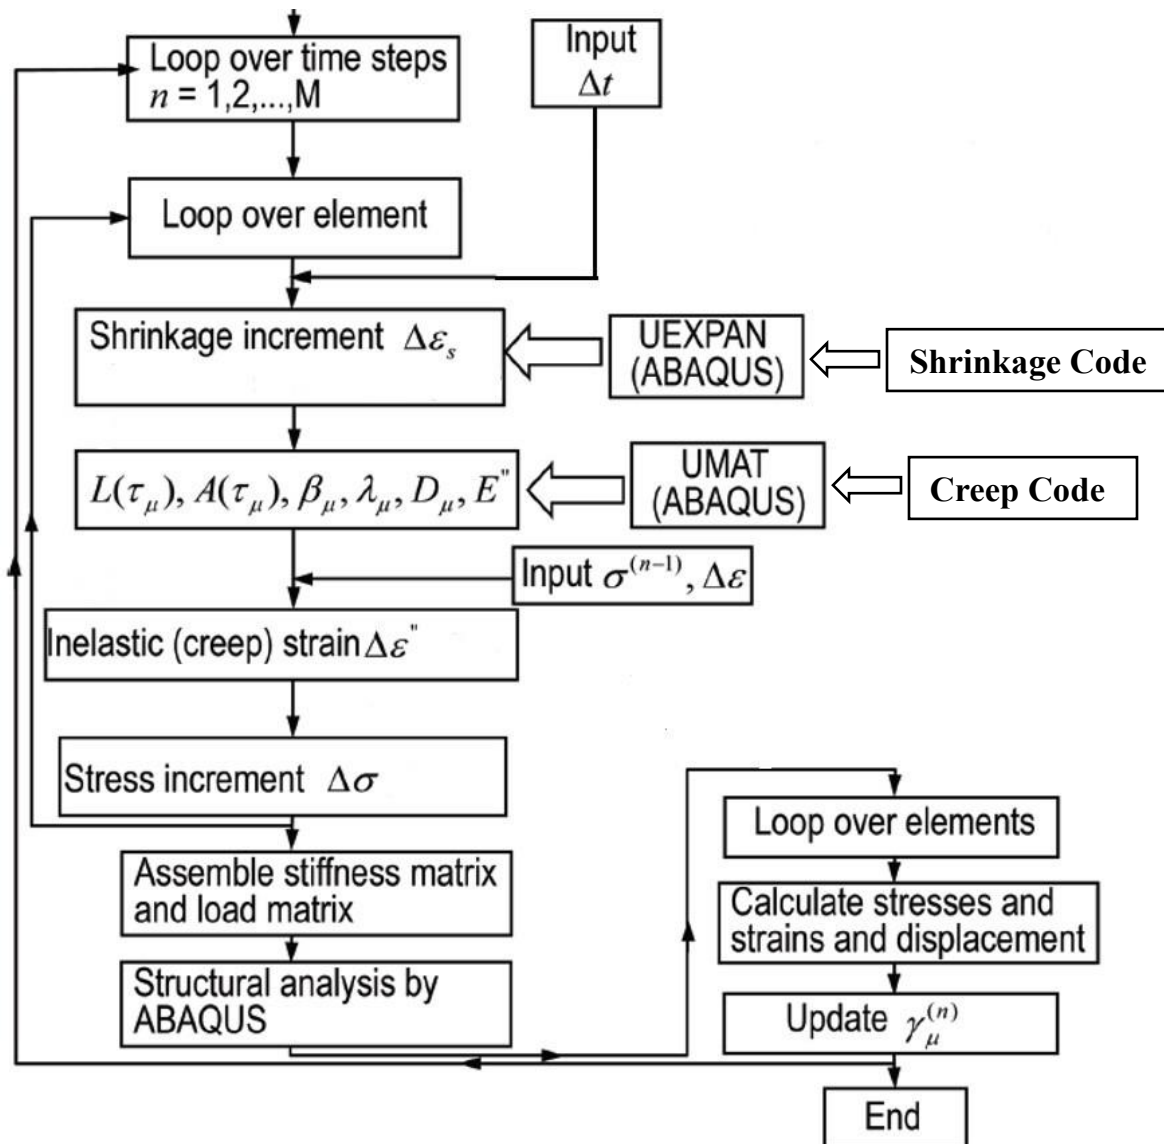 Loop over time steps
n = 1,2,...,M
Input
Δt
Loop over element
Shrinkage increment Δε_s
UEXPAN
(ABAQUS)
Shrinkage Code
L(τ_μ), A(τ_μ), β_μ, λ_μ, D_μ, E"
UMAT
(ABAQUS)
Creep Code
Input σ^(n−1), Δε
Inelastic (creep) strain Δε"
Stress increment Δσ
Assemble stiffness matrix
and load matrix
Structural analysis by
ABAQUS
Loop over elements
Calculate stresses and
strains and displacement
Update γ_μ^(n)
End